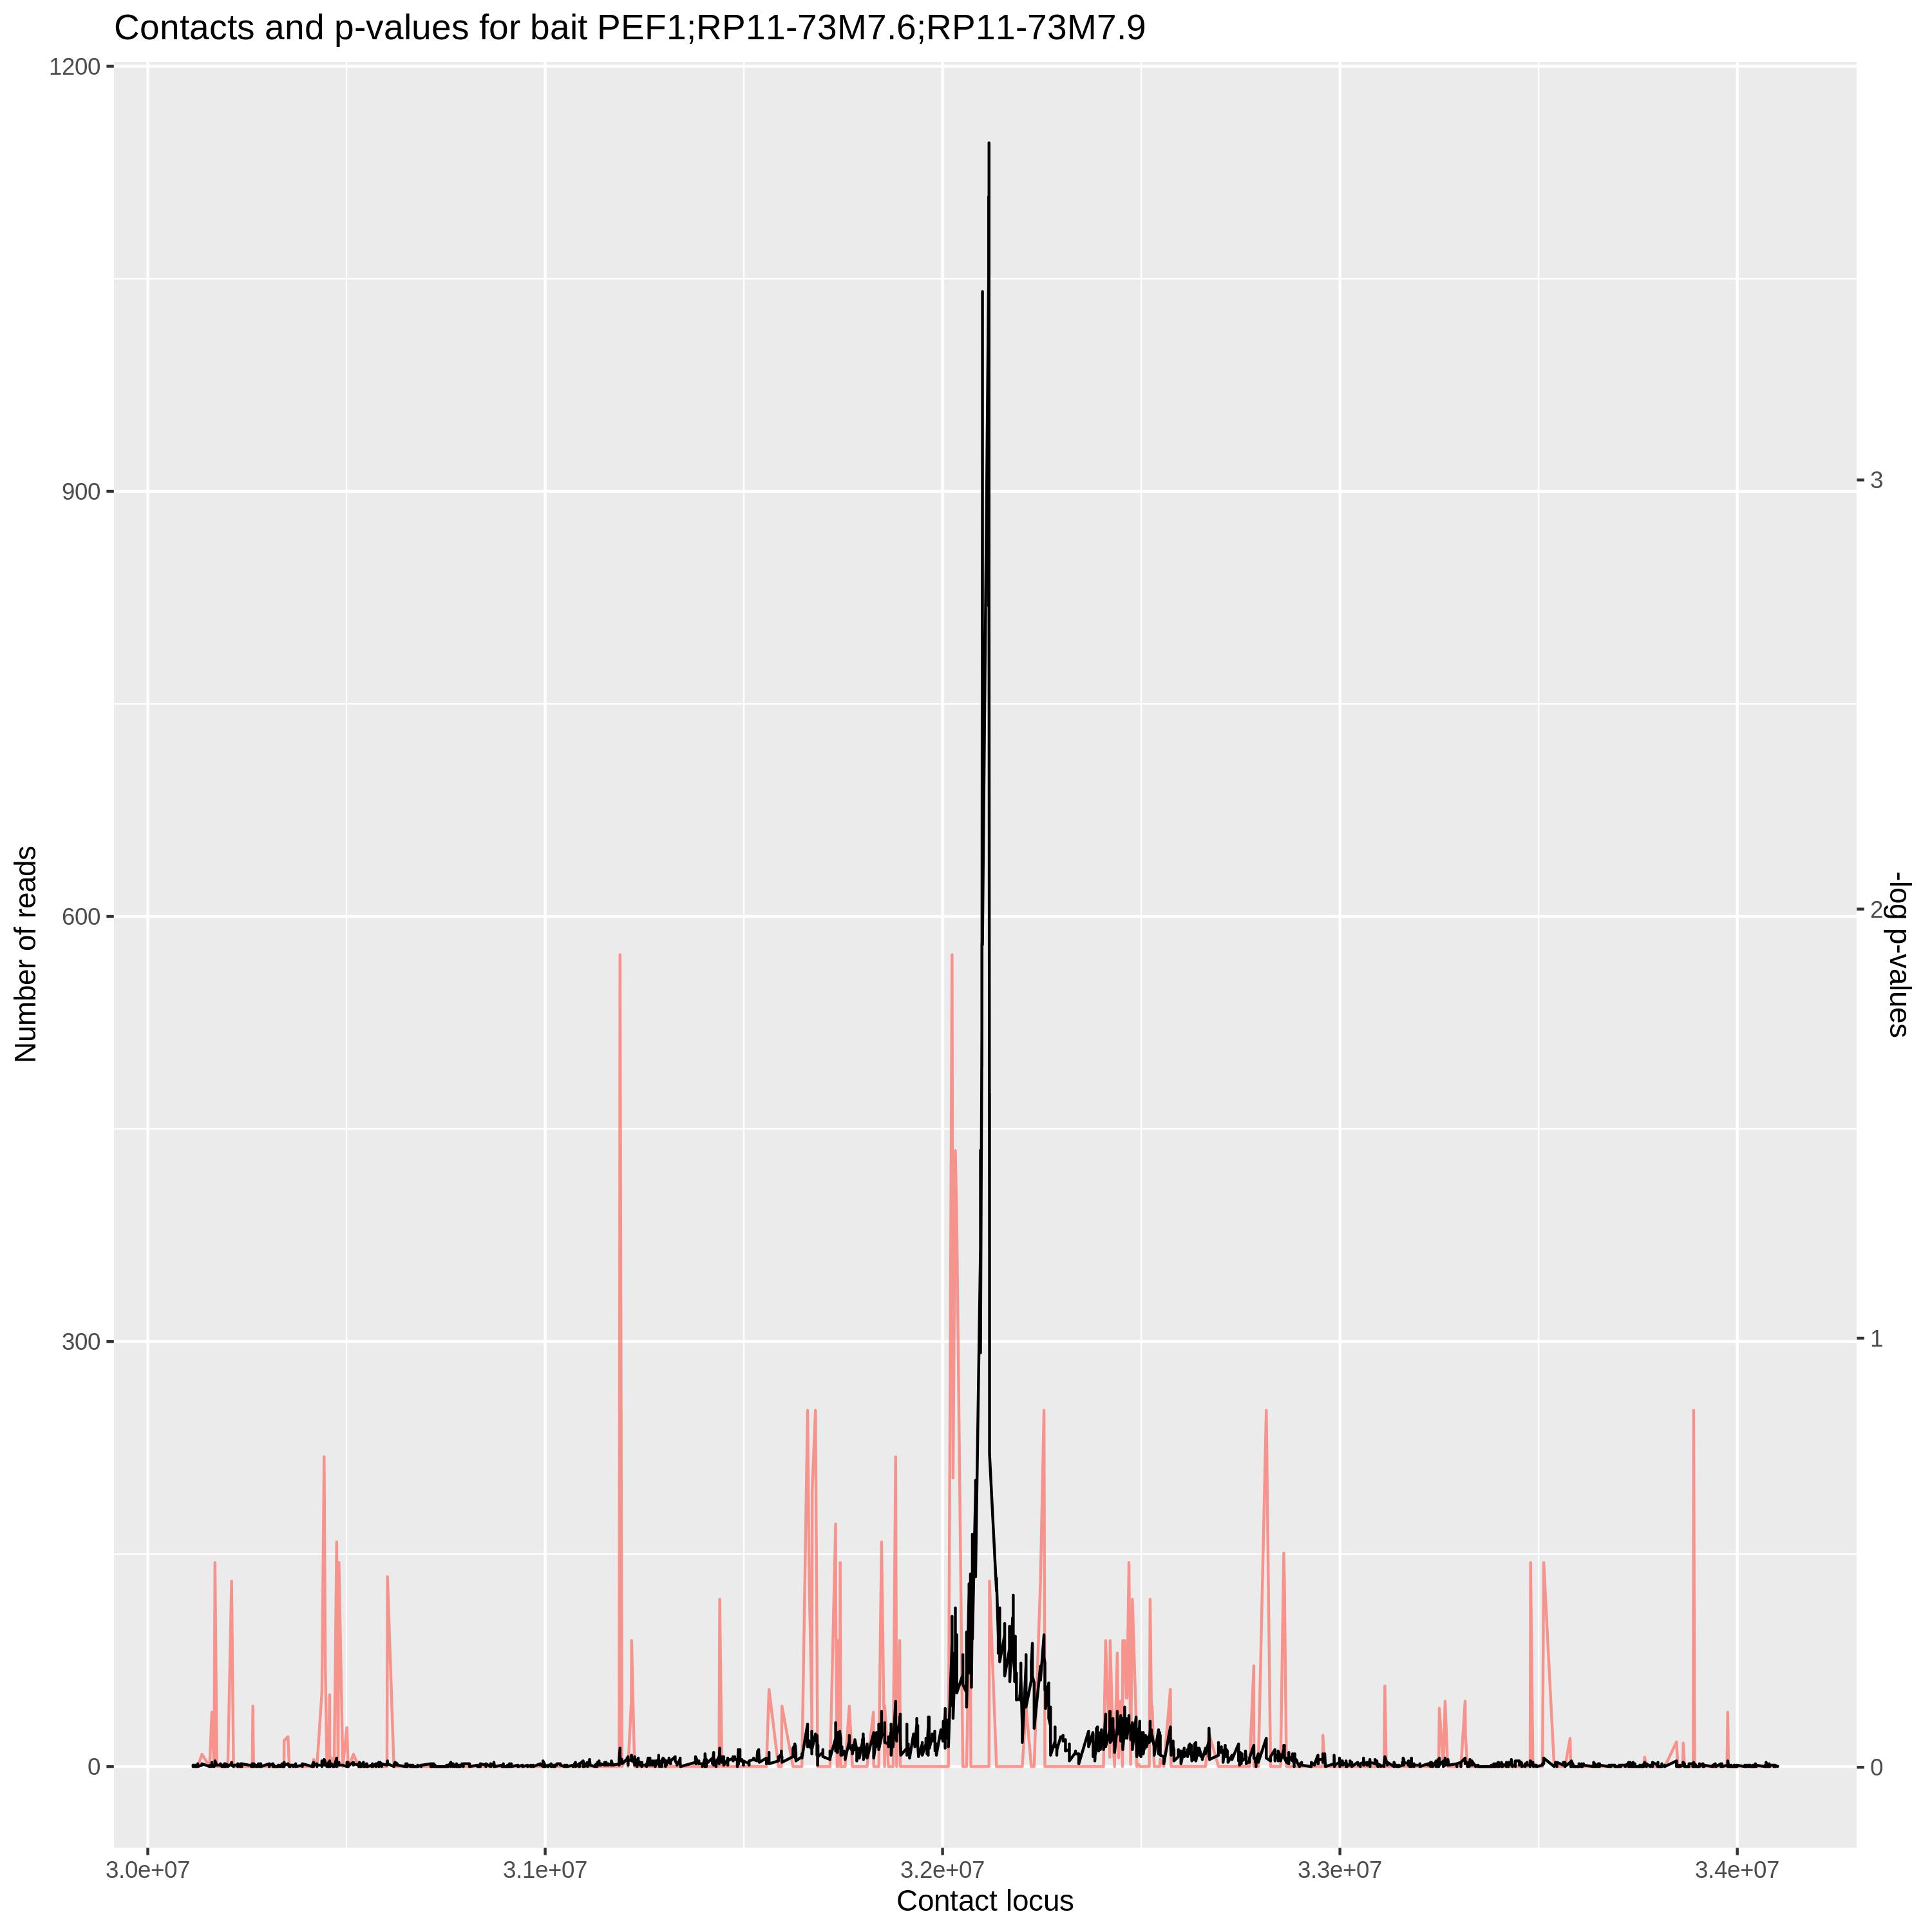 Contacts and p-values for bait PEF1;RP11-73M7.6;RP11-73M7.9
1200
900
600
300
0
Number of reads
3
2
1
0
-log p-values
3.0e+07
3.1e+07
3.2e+07
3.3e+07
3.4e+07
Contact locus